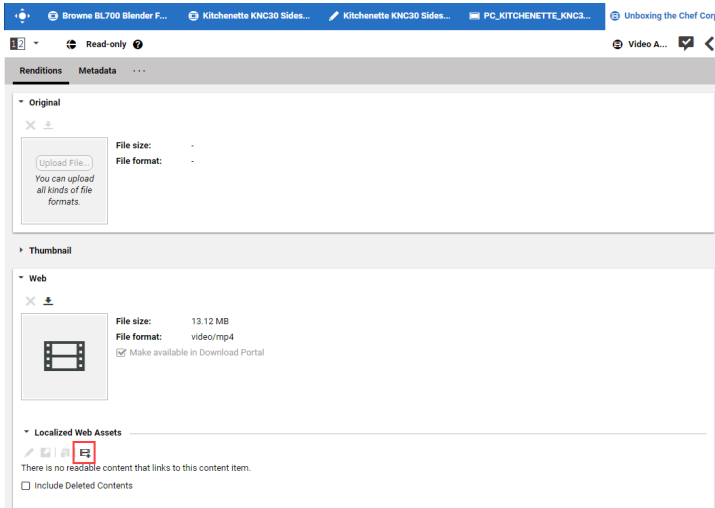 Browne BL700 Blender F...
Kitchenette KNC30 Sides...
Kitchenette KNC30 Sides...
PC_KITCHENETTE_KNC3...
Unboxing the Chef Corp
12
Read-only
Video A...
Renditions
Metadata
...
Original
Upload File...
You can upload
all kinds of file
formats.
File size: -
File format: -
Thumbnail
Web
File size: 13.12 MB
File format: video/mp4
Make available in Download Portal
Localized Web Assets
There is no readable content that links to this content item.
Include Deleted Contents